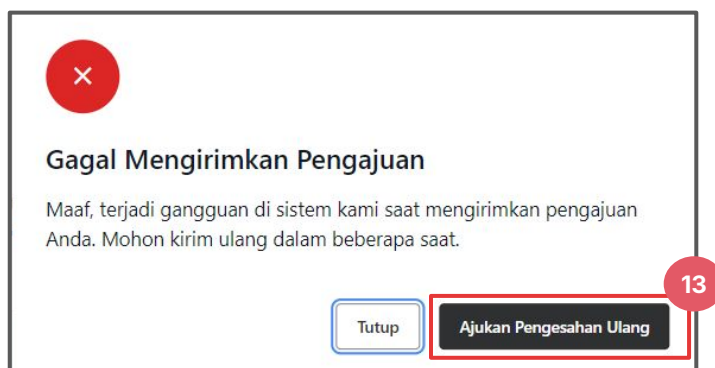 Gagal Mengirimkan Pengajuan
Maaf, terjadi gangguan di sistem kami saat mengirimkan pengajuan
Anda. Mohon kirim ulang dalam beberapa saat.
13
Tutup
Ajukan Pengesahan Ulang